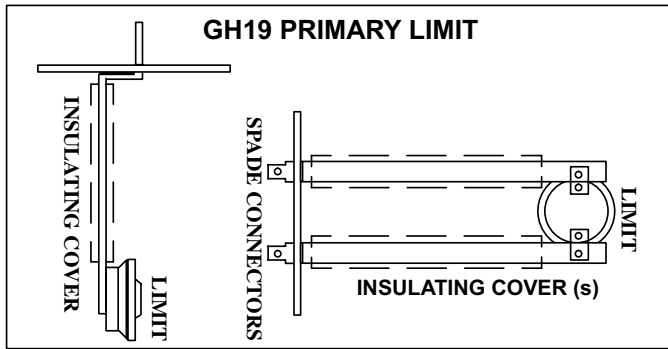 GH19 PRIMARY LIMIT
INSULATING COVER
LIMIT
SPADE CONNECTORS
LIMIT
INSULATING COVER (s)